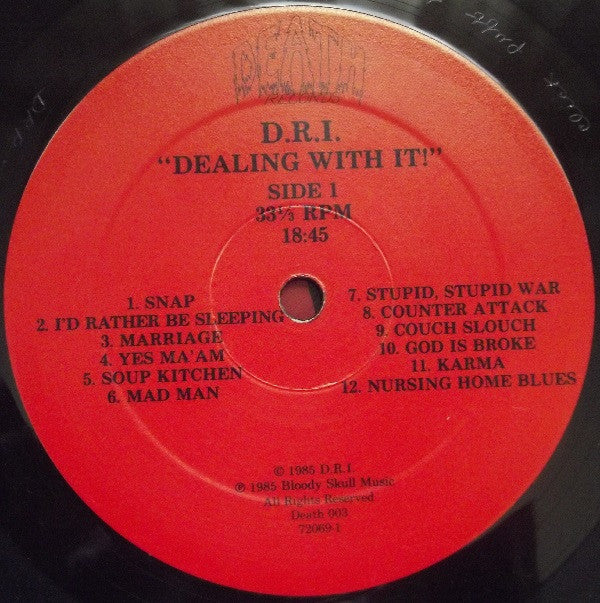 DEATH
RECORDS
D.R.I.
"DEALING WITH IT!"
SIDE 1
33⅓ RPM
18:45
1. SNAP
2. I'D RATHER BE SLEEPING
3. MARRIAGE
4. YES MA'AM
5. SOUP KITCHEN
6. MAD MAN
7. STUPID, STUPID WAR
8. COUNTER ATTACK
9. COUCH SLOUCH
10. GOD IS BROKE
11. KARMA
12. NURSING HOME BLUES
© 1985 D.R.I.
℗ 1985 Bloody Skull Music
All Rights Reserved
Death 003
72069-1